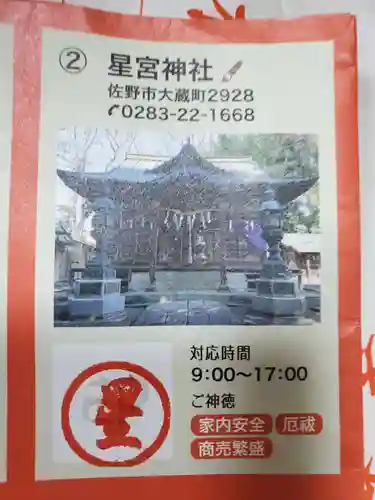 ② 星宮神社
佐野市大蔵町2928
0283-22-1668
対応時間
9:00〜17:00
ご神徳
家内安全 厄祓
商売繁盛
星